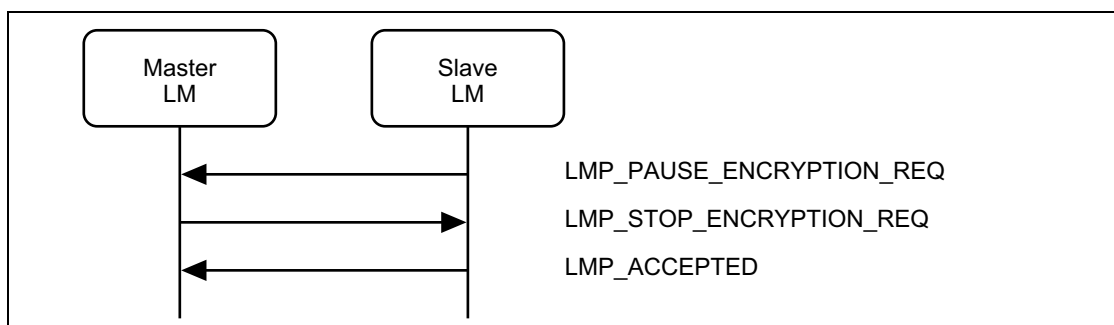 Master
LM
Slave
LM
LMP_PAUSE_ENCRYPTION_REQ
LMP_STOP_ENCRYPTION_REQ
LMP_ACCEPTED